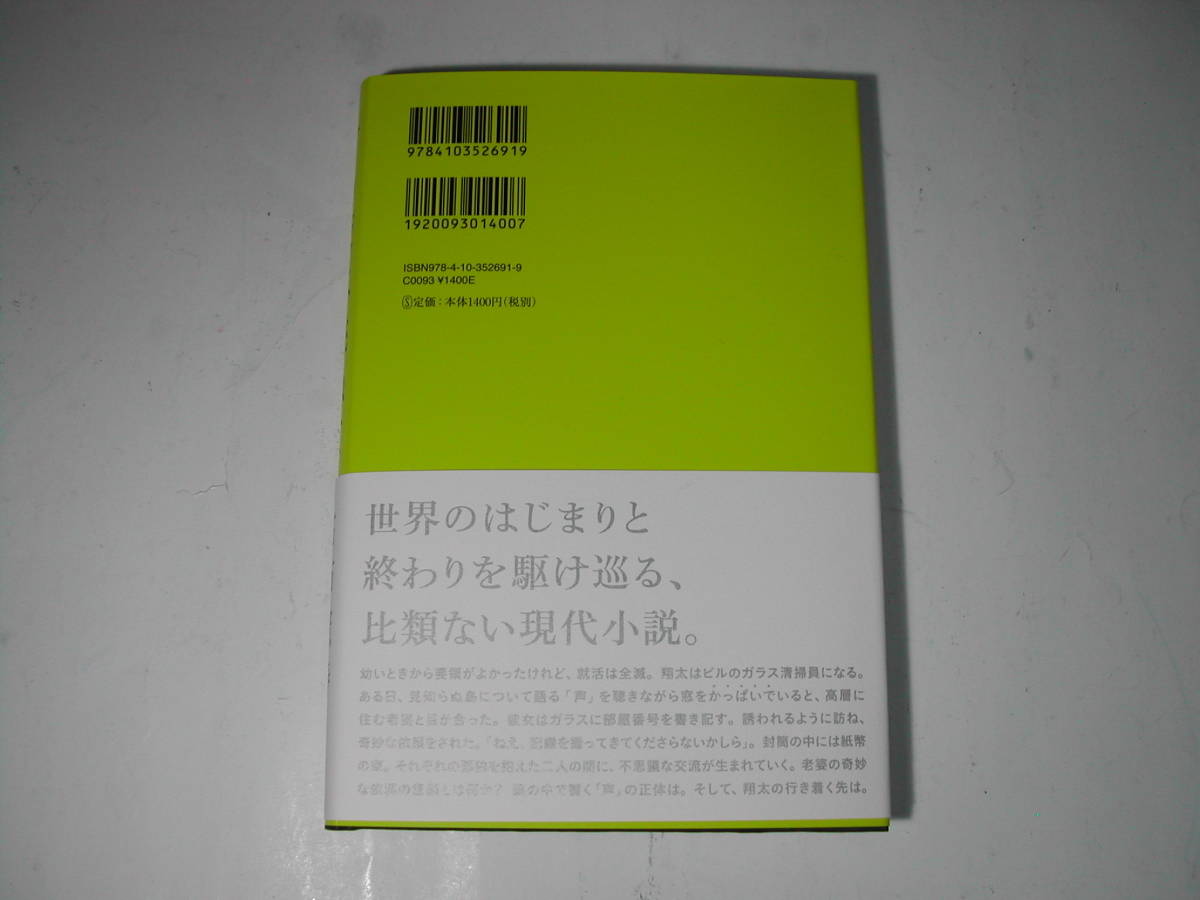 9784103526919
1920093014007
ISBN978-4-10-352691-9
C0093 ¥1400E
Ⓢ定価：本体1400円（税別）
世界のはじまりと
終わりを駆け巡る、
比類ない現代小説。
幼いときから要領がよかったけれど、就活は全滅。翔太はビルのガラス清掃員になる。
ある日、見知らぬ島について語る「声」を聴きながら窓をかっぱいでいると、高層に
住む老婆と目が合った。彼女はガラスに部屋番号を書き記す。誘われるように訪ね、
奇妙な依頼をされた。「ねえ、写真を撮ってきてくださらないかしら」。封筒の中には紙幣
の束。それぞれの孤独を抱えた二人の間に、不思議な交流が生まれていく。老婆の奇妙
な依頼の意図とは何か？ 頭の中で響く「声」の正体は。そして、翔太の行き着く先は。